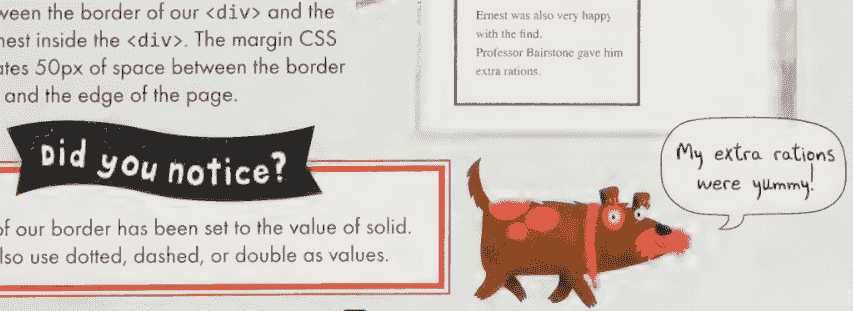 ween the border of our <div> and the
nest inside the <div>. The margin CSS
ates 50px of space between the border
and the edge of the page.
Ernest was also very happy
with the find.
Professor Bairstone gave him
extra rations.
Did you notice?
of our border has been set to the value of solid.
lso use dotted, dashed, or double as values.
My extra rations
were yummy!